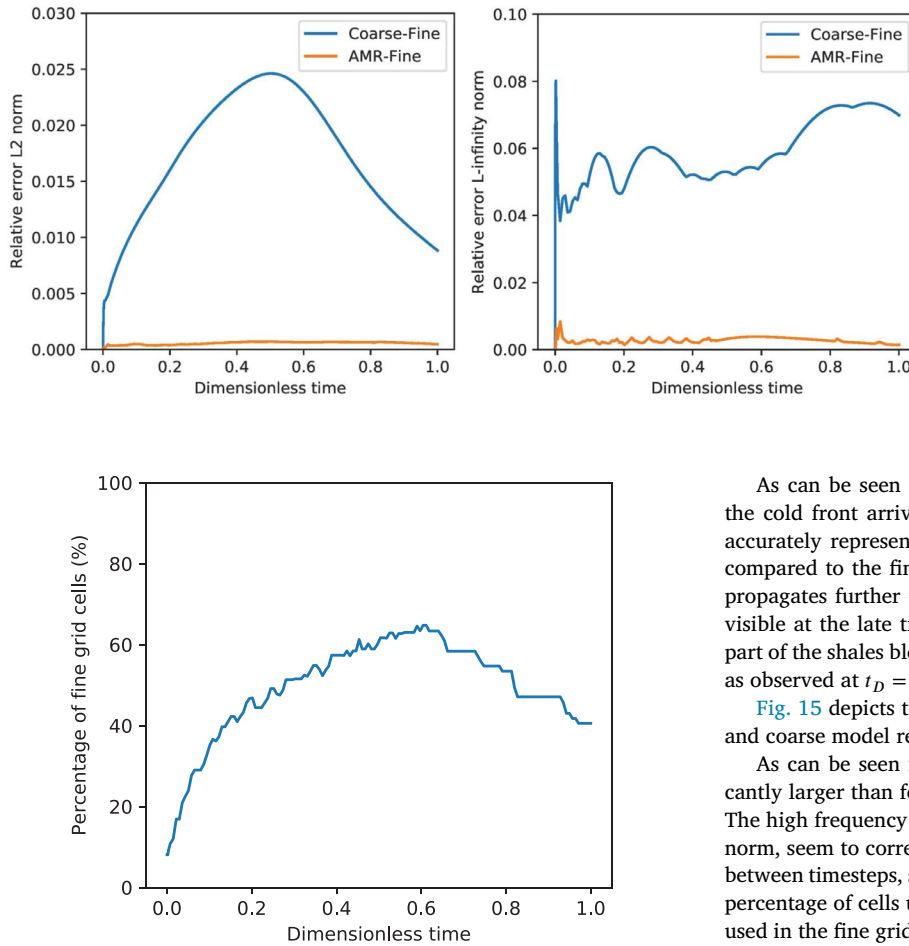 0.030
0.025
0.020
0.015
0.010
0.005
0.000
Relative error L2 norm
Coarse-Fine
AMR-Fine
0.0 0.2 0.4 0.6 0.8 1.0
Dimensionless time
0.10
0.08
0.06
0.04
0.02
0.00
Relative error L-infinity norm
Coarse-Fine
AMR-Fine
0.0 0.2 0.4 0.6 0.8 1.0
Dimensionless time
100
80
60
40
20
0
Percentage of fine grid cells (%)
0.0 0.2 0.4 0.6 0.8 1.0
Dimensionless time
As can be seen
the cold front arriv
accurately represen
compared to the fin
propagates further
visible at the late ti
part of the shales blo
as observed at t_D =
Fig. 15 depicts t
and coarse model re
As can be seen
cantly larger than fo
The high frequency
norm, seem to corre
between timesteps, s
percentage of cells u
used in the fine grid